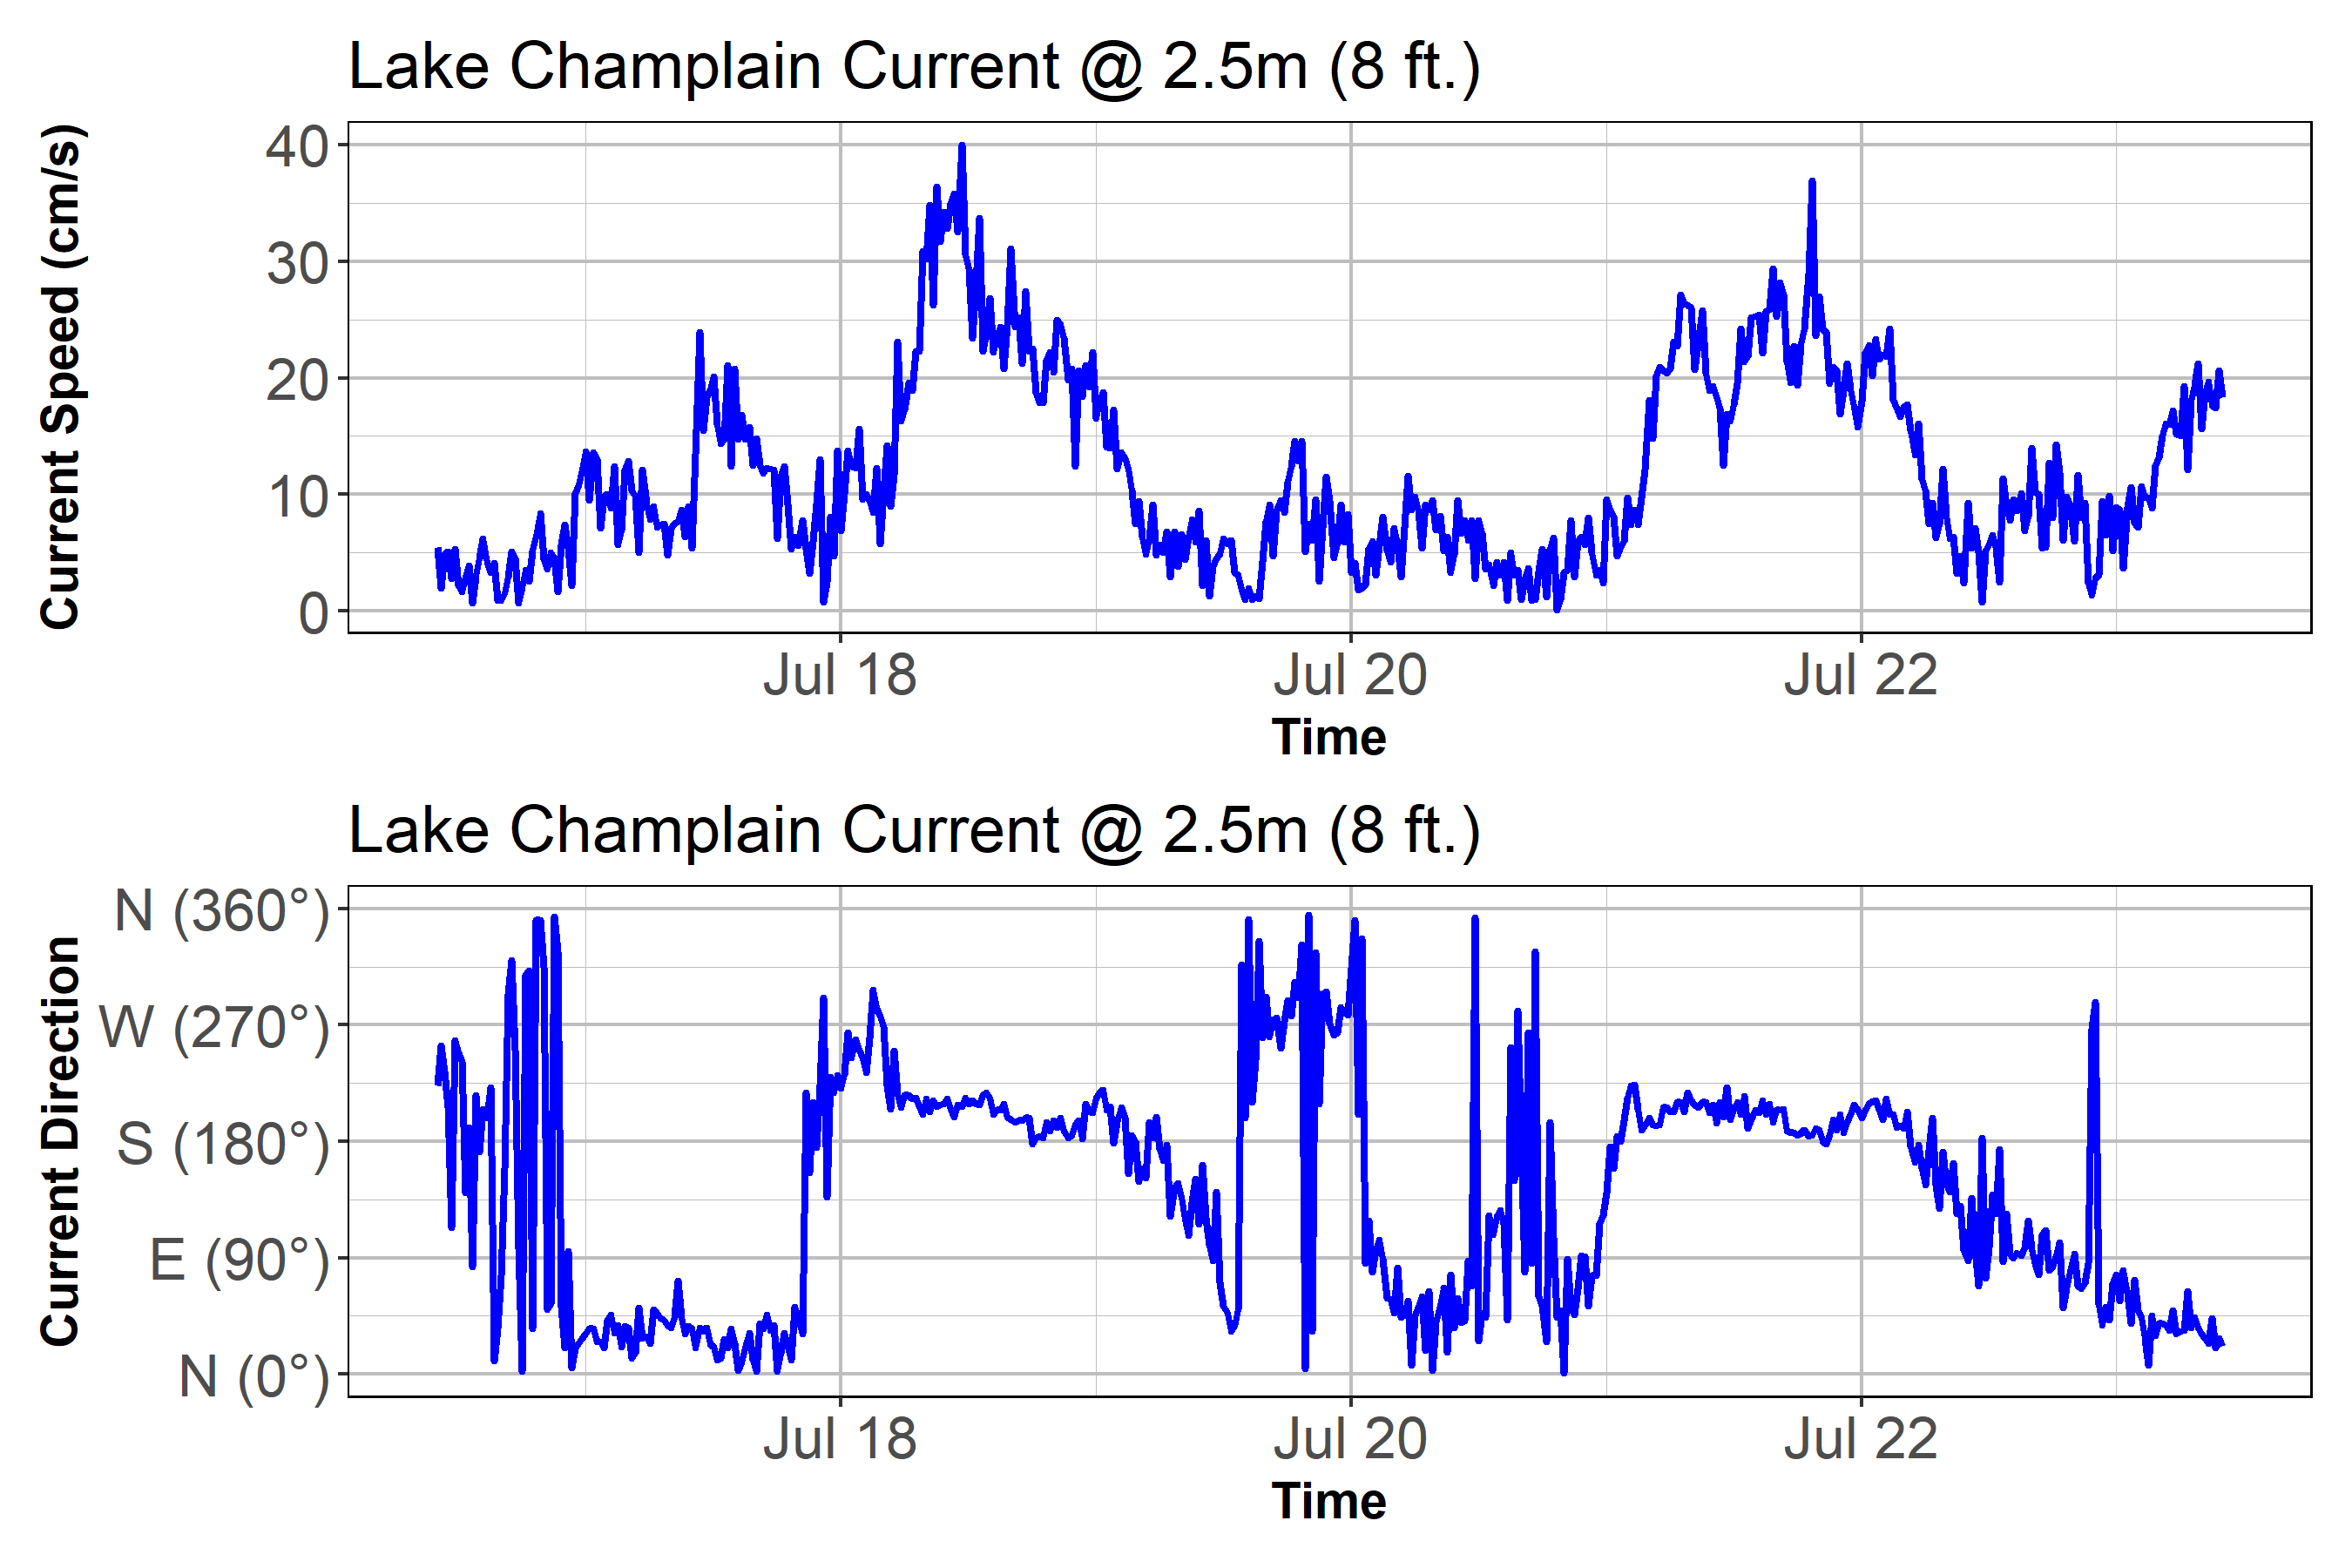 Lake Champlain Current @ 2.5m (8 ft.)
Current Speed (cm/s)
40
30
20
10
0
Jul 18 Jul 20 Jul 22
Time
Lake Champlain Current @ 2.5m (8 ft.)
Current Direction
N (360°)
W (270°)
S (180°)
E (90°)
N (0°)
Jul 18 Jul 20 Jul 22
Time